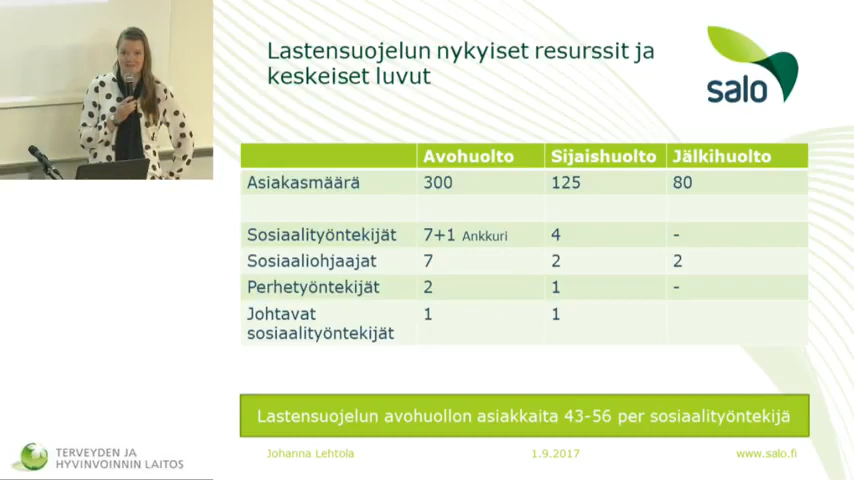 Lastensuojelun nykyiset resurssit ja
keskeiset luvut
salo
Avohuolto Sijaishuolto Jälkihuolto
Asiakasmäärä 300 125 80
Sosiaalityöntekijät 7+1 Ankkuri 4 -
Sosiaaliohjaajat 7 2 2
Perhetyöntekijät 2 1 -
Johtavat 1 1
sosiaalityöntekijät
Lastensuojelun avohuollon asiakkaita 43-56 per sosiaalityöntekijä
TERVEYDEN JA
HYVINVOINNIN LAITOS
Johanna Lehtola 1.9.2017 www.salo.fi